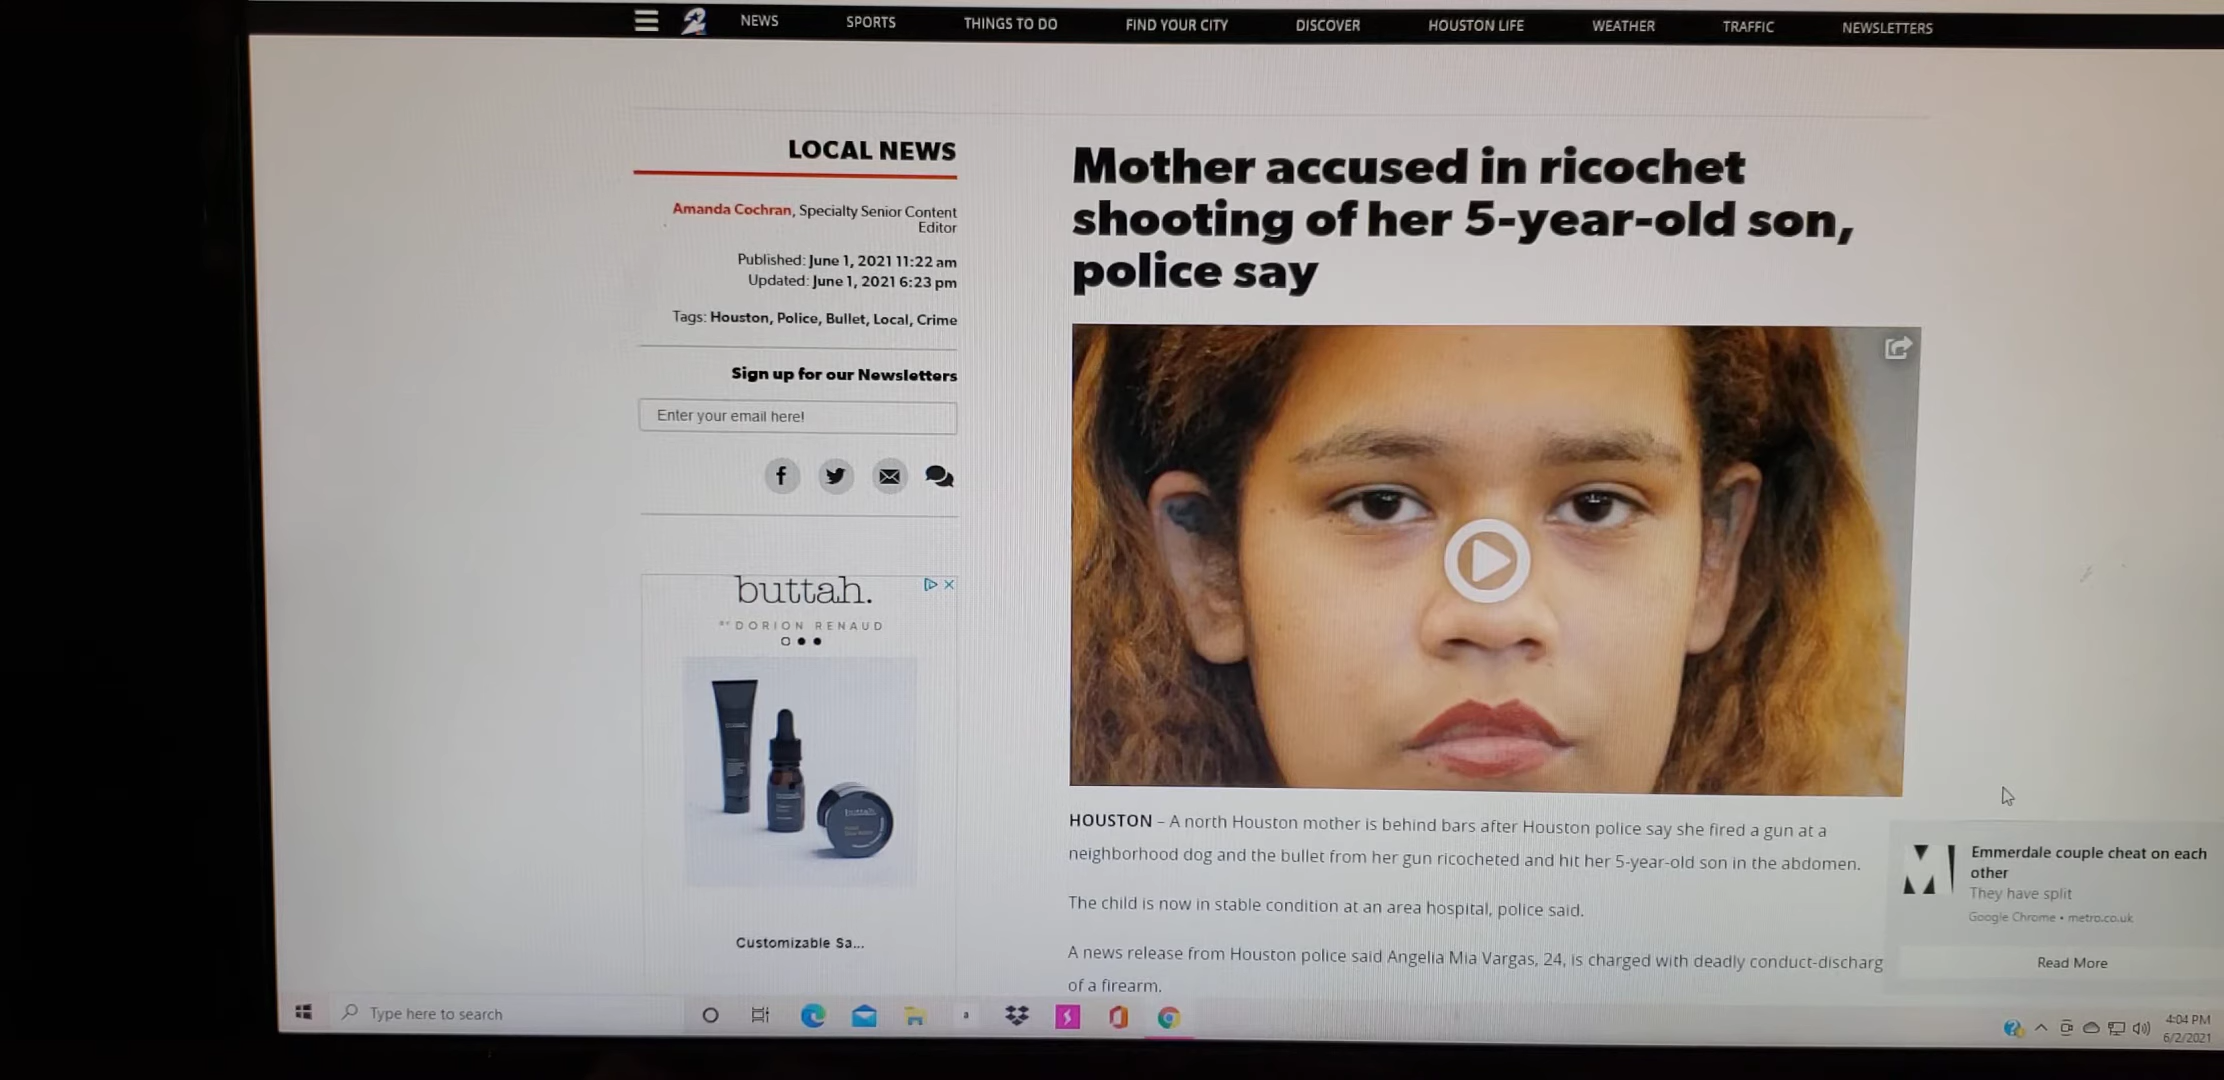 2 NEWS SPORTS THINGS TO DO FIND YOUR CITY DISCOVER HOUSTON LIFE WEATHER TRAFFIC NEWSLETTERS
LOCAL NEWS
Amanda Cochran, Specialty Senior Content
Editor
Published: June 1, 2021 11:22 am
Updated: June 1, 2021 6:23 pm
Tags: Houston, Police, Bullet, Local, Crime
Sign up for our Newsletters
Enter your email here!
buttah.
BY DORION RENAUD
buttah.
Customizable Sa...
Mother accused in ricochet
shooting of her 5-year-old son,
police say
HOUSTON – A north Houston mother is behind bars after Houston police say she fired a gun at a
neighborhood dog and the bullet from her gun ricocheted and hit her 5-year-old son in the abdomen.
The child is now in stable condition at an area hospital, police said.
A news release from Houston police said Angelia Mia Vargas, 24, is charged with deadly conduct-discharg
of a firearm.
Emmerdale couple cheat on each
other
They have split
Google Chrome • metro.co.uk
Read More
Type here to search
a
4:04 PM
6/2/2021